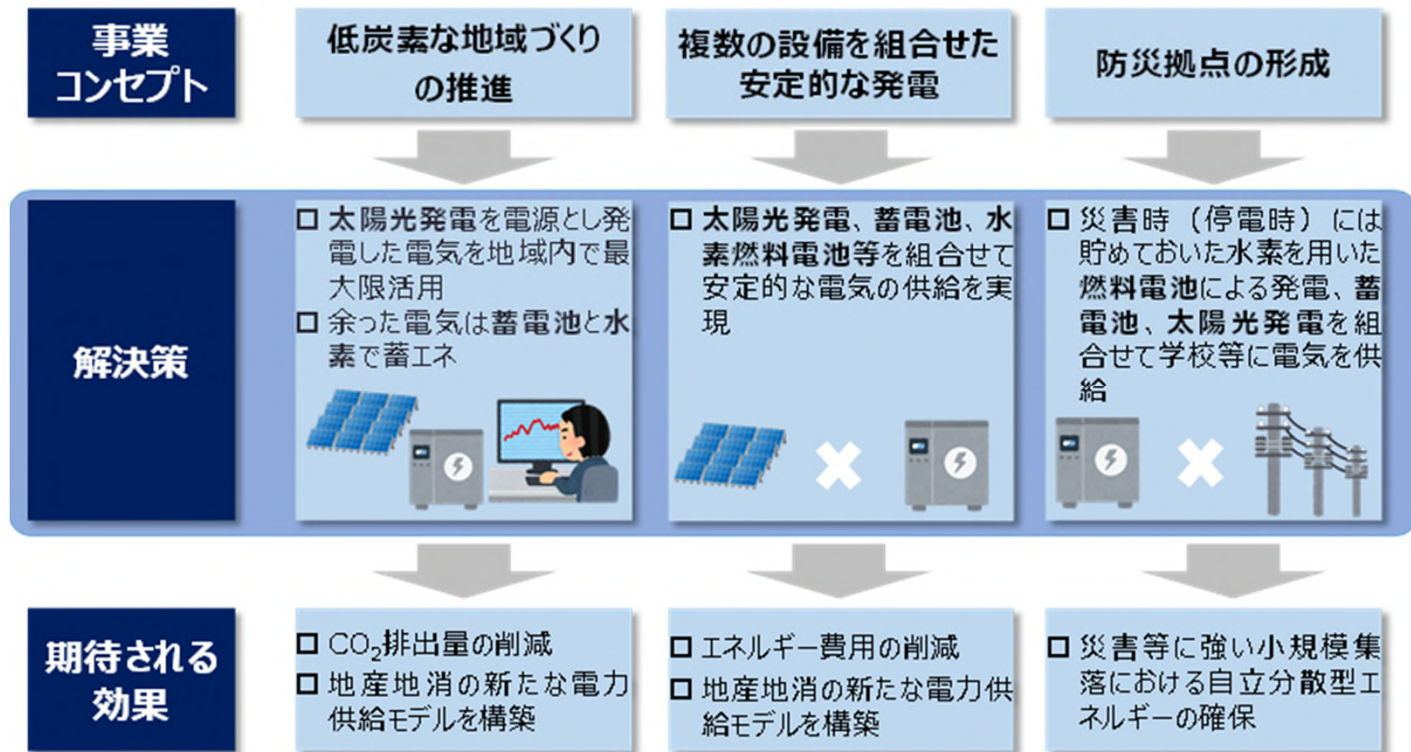 事業
コンセプト
低炭素な地域づくり
の推進
複数の設備を組合せた
安定的な発電
防災拠点の形成
解決策
□ 太陽光発電を電源とし発
電した電気を地域内で最
大限活用
□ 余った電気は蓄電池と水
素で蓄エネ
□ 太陽光発電、蓄電池、水
素燃料電池等を組合せて
安定的な電気の供給を実
現
□ 災害時（停電時）には
貯めておいた水素を用いた
燃料電池による発電、蓄
電池、太陽光発電を組
合せて学校等に電気を供
給
期待される
効果
□ CO₂排出量の削減
□ 地産地消の新たな電力
供給モデルを構築
□ エネルギー費用の削減
□ 地産地消の新たな電力供
給モデルを構築
□ 災害等に強い小規模集
落における自立分散型エ
ネルギーの確保